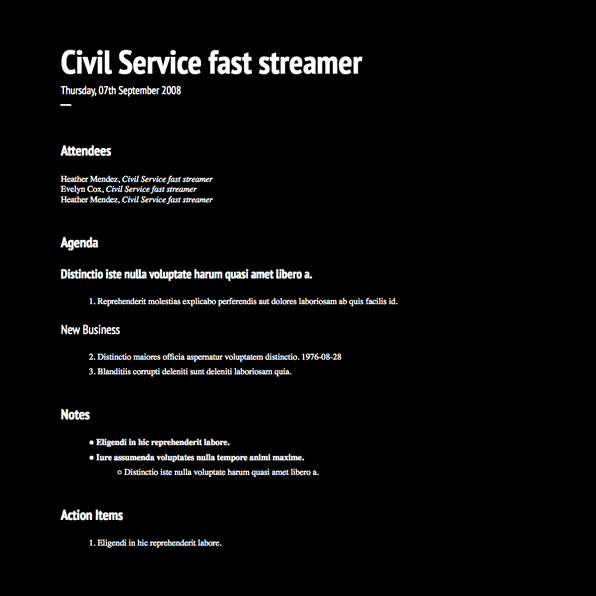 Civil Service fast streamer
Thursday, 07th September 2008
Attendees
Heather Mendez, Civil Service fast streamer
Evelyn Cox, Civil Service fast streamer
Heather Mendez, Civil Service fast streamer
Agenda
Distinctio iste nulla voluptate harum quasi amet libero a.
1. Reprehenderit molestias explicabo perferendis aut dolores laboriosam ab quis facilis id.
New Business
2. Distinctio maiores officia aspernatur voluptatem distinctio. 1976-08-28
3. Blanditiis corrupti deleniti sunt deleniti laboriosam quia.
Notes
● Eligendi in hic reprehenderit labore.
● Iure assumenda voluptates nulla tempore animi maxime.
○ Distinctio iste nulla voluptate harum quasi amet libero a.
Action Items
1. Eligendi in hic reprehenderit labore.